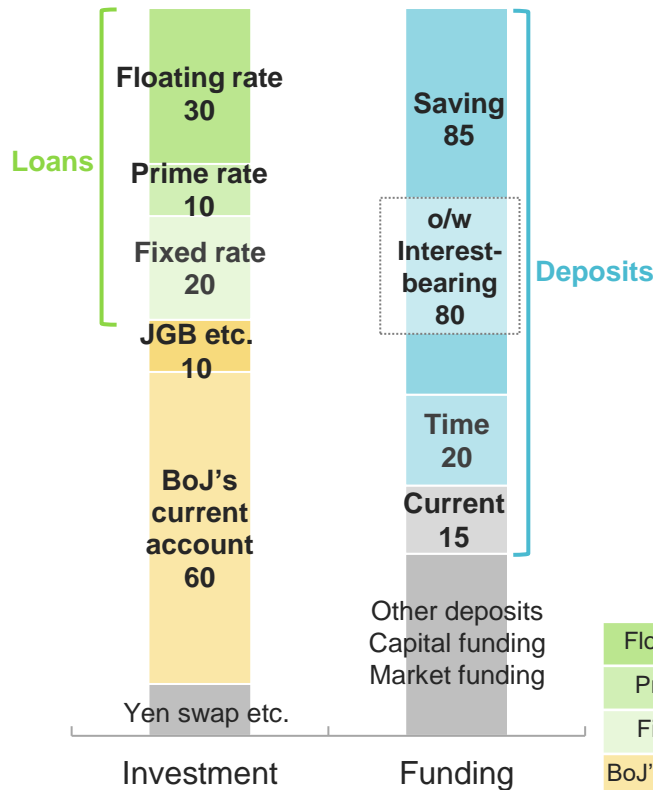 Loans
Floating rate
30
Prime rate
10
Fixed rate
20
JGB etc.
10
BoJ’s
current
account
60
Yen swap etc.
Investment
Saving
85
o/w
Interest-
bearing
80
Time
20
Current
15
Deposits
Other deposits
Capital funding
Market funding
Funding
BoJ’